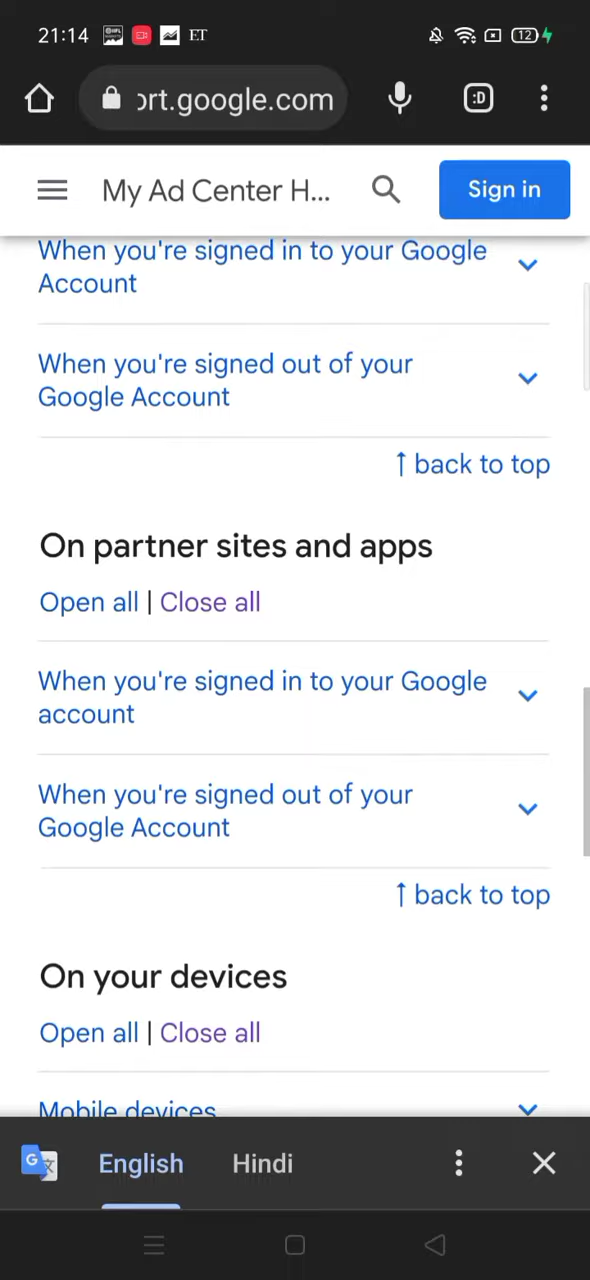 21:14 ET 12
ort.google.com :D
My Ad Center H... Sign in
When you're signed in to your Google
Account
When you're signed out of your
Google Account
↑ back to top
On partner sites and apps
Open all | Close all
When you're signed in to your Google
account
When you're signed out of your
Google Account
↑ back to top
On your devices
Open all | Close all
Mobile devices
G English Hindi